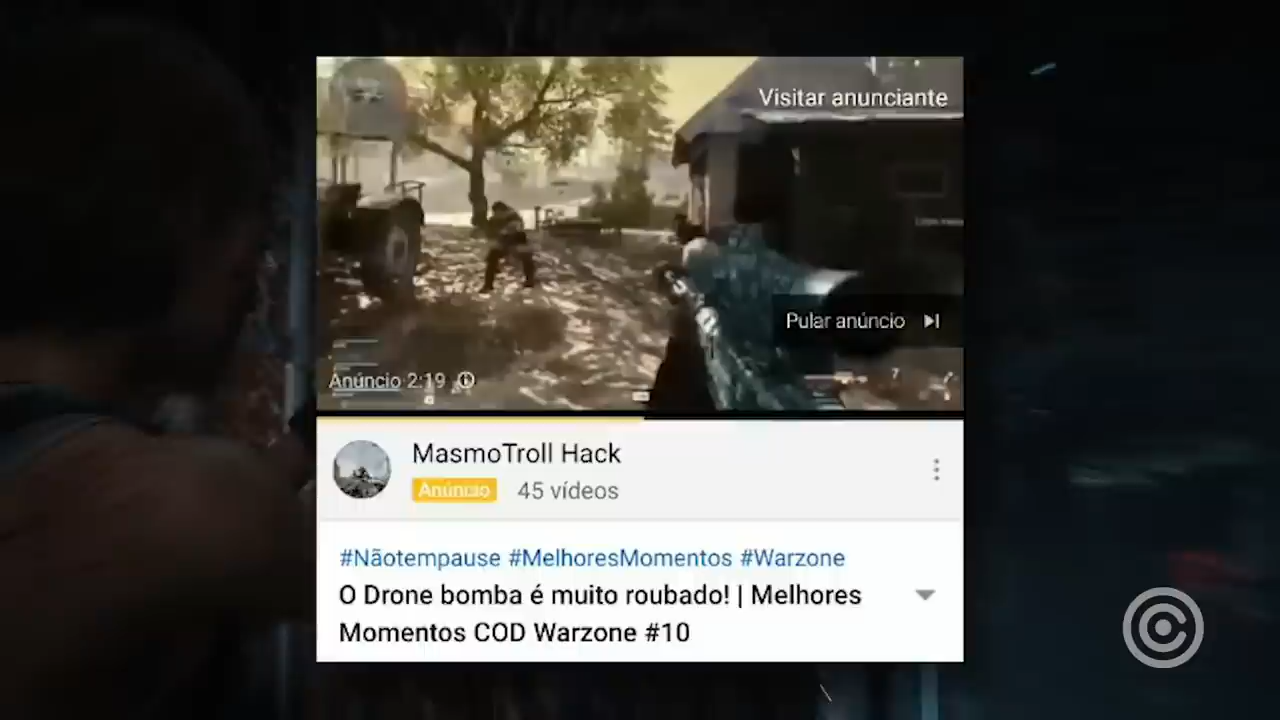 Visitar anunciante
Pular anúncio
Anúncio 2:19
MasmoTroll Hack
Anúncio 45 vídeos
#Nãotempause #MelhoresMomentos #Warzone
O Drone bomba é muito roubado! | Melhores
Momentos COD Warzone #10